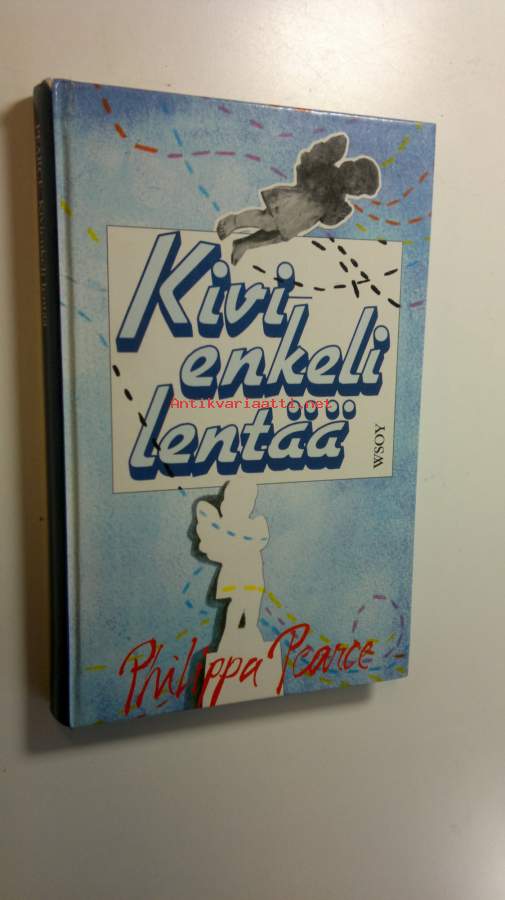 Kivi-
enkeli
lentää
WSOY
Philippa Pearce
Antikvariaatti.net